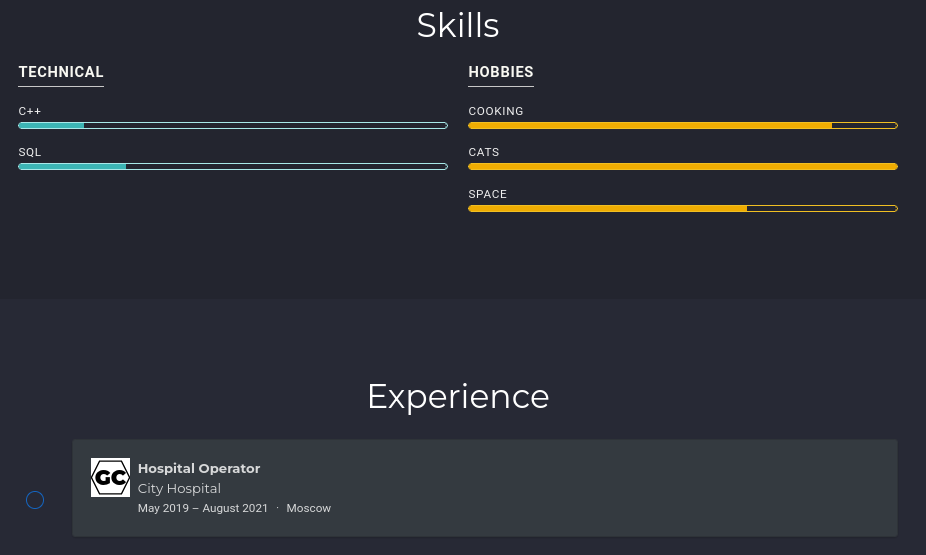 Skills
TECHNICAL
C++
SQL
HOBBIES
COOKING
CATS
SPACE
Experience
GC
Hospital Operator
City Hospital
May 2019 – August 2021 · Moscow